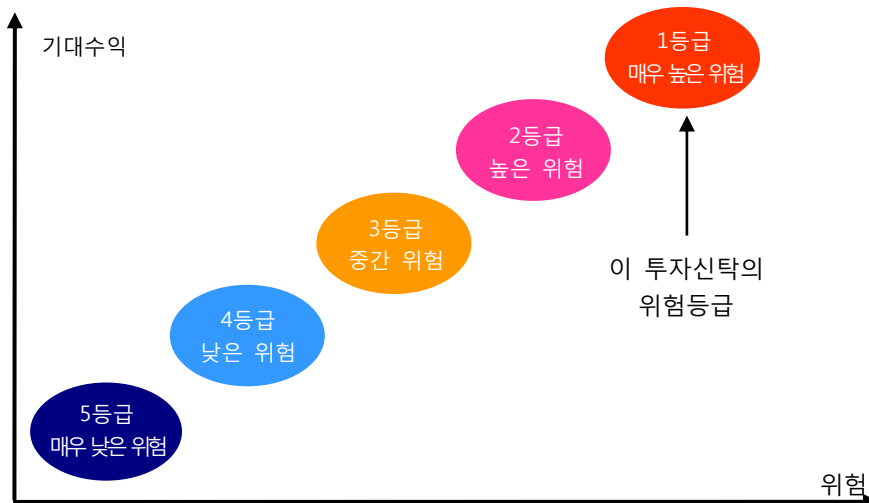 기대수익
1등급
매우 높은 위험
2등급
높은 위험
3등급
중간 위험
이 투자신탁의
위험등급
4등급
낮은 위험
5등급
매우 낮은 위험
위험